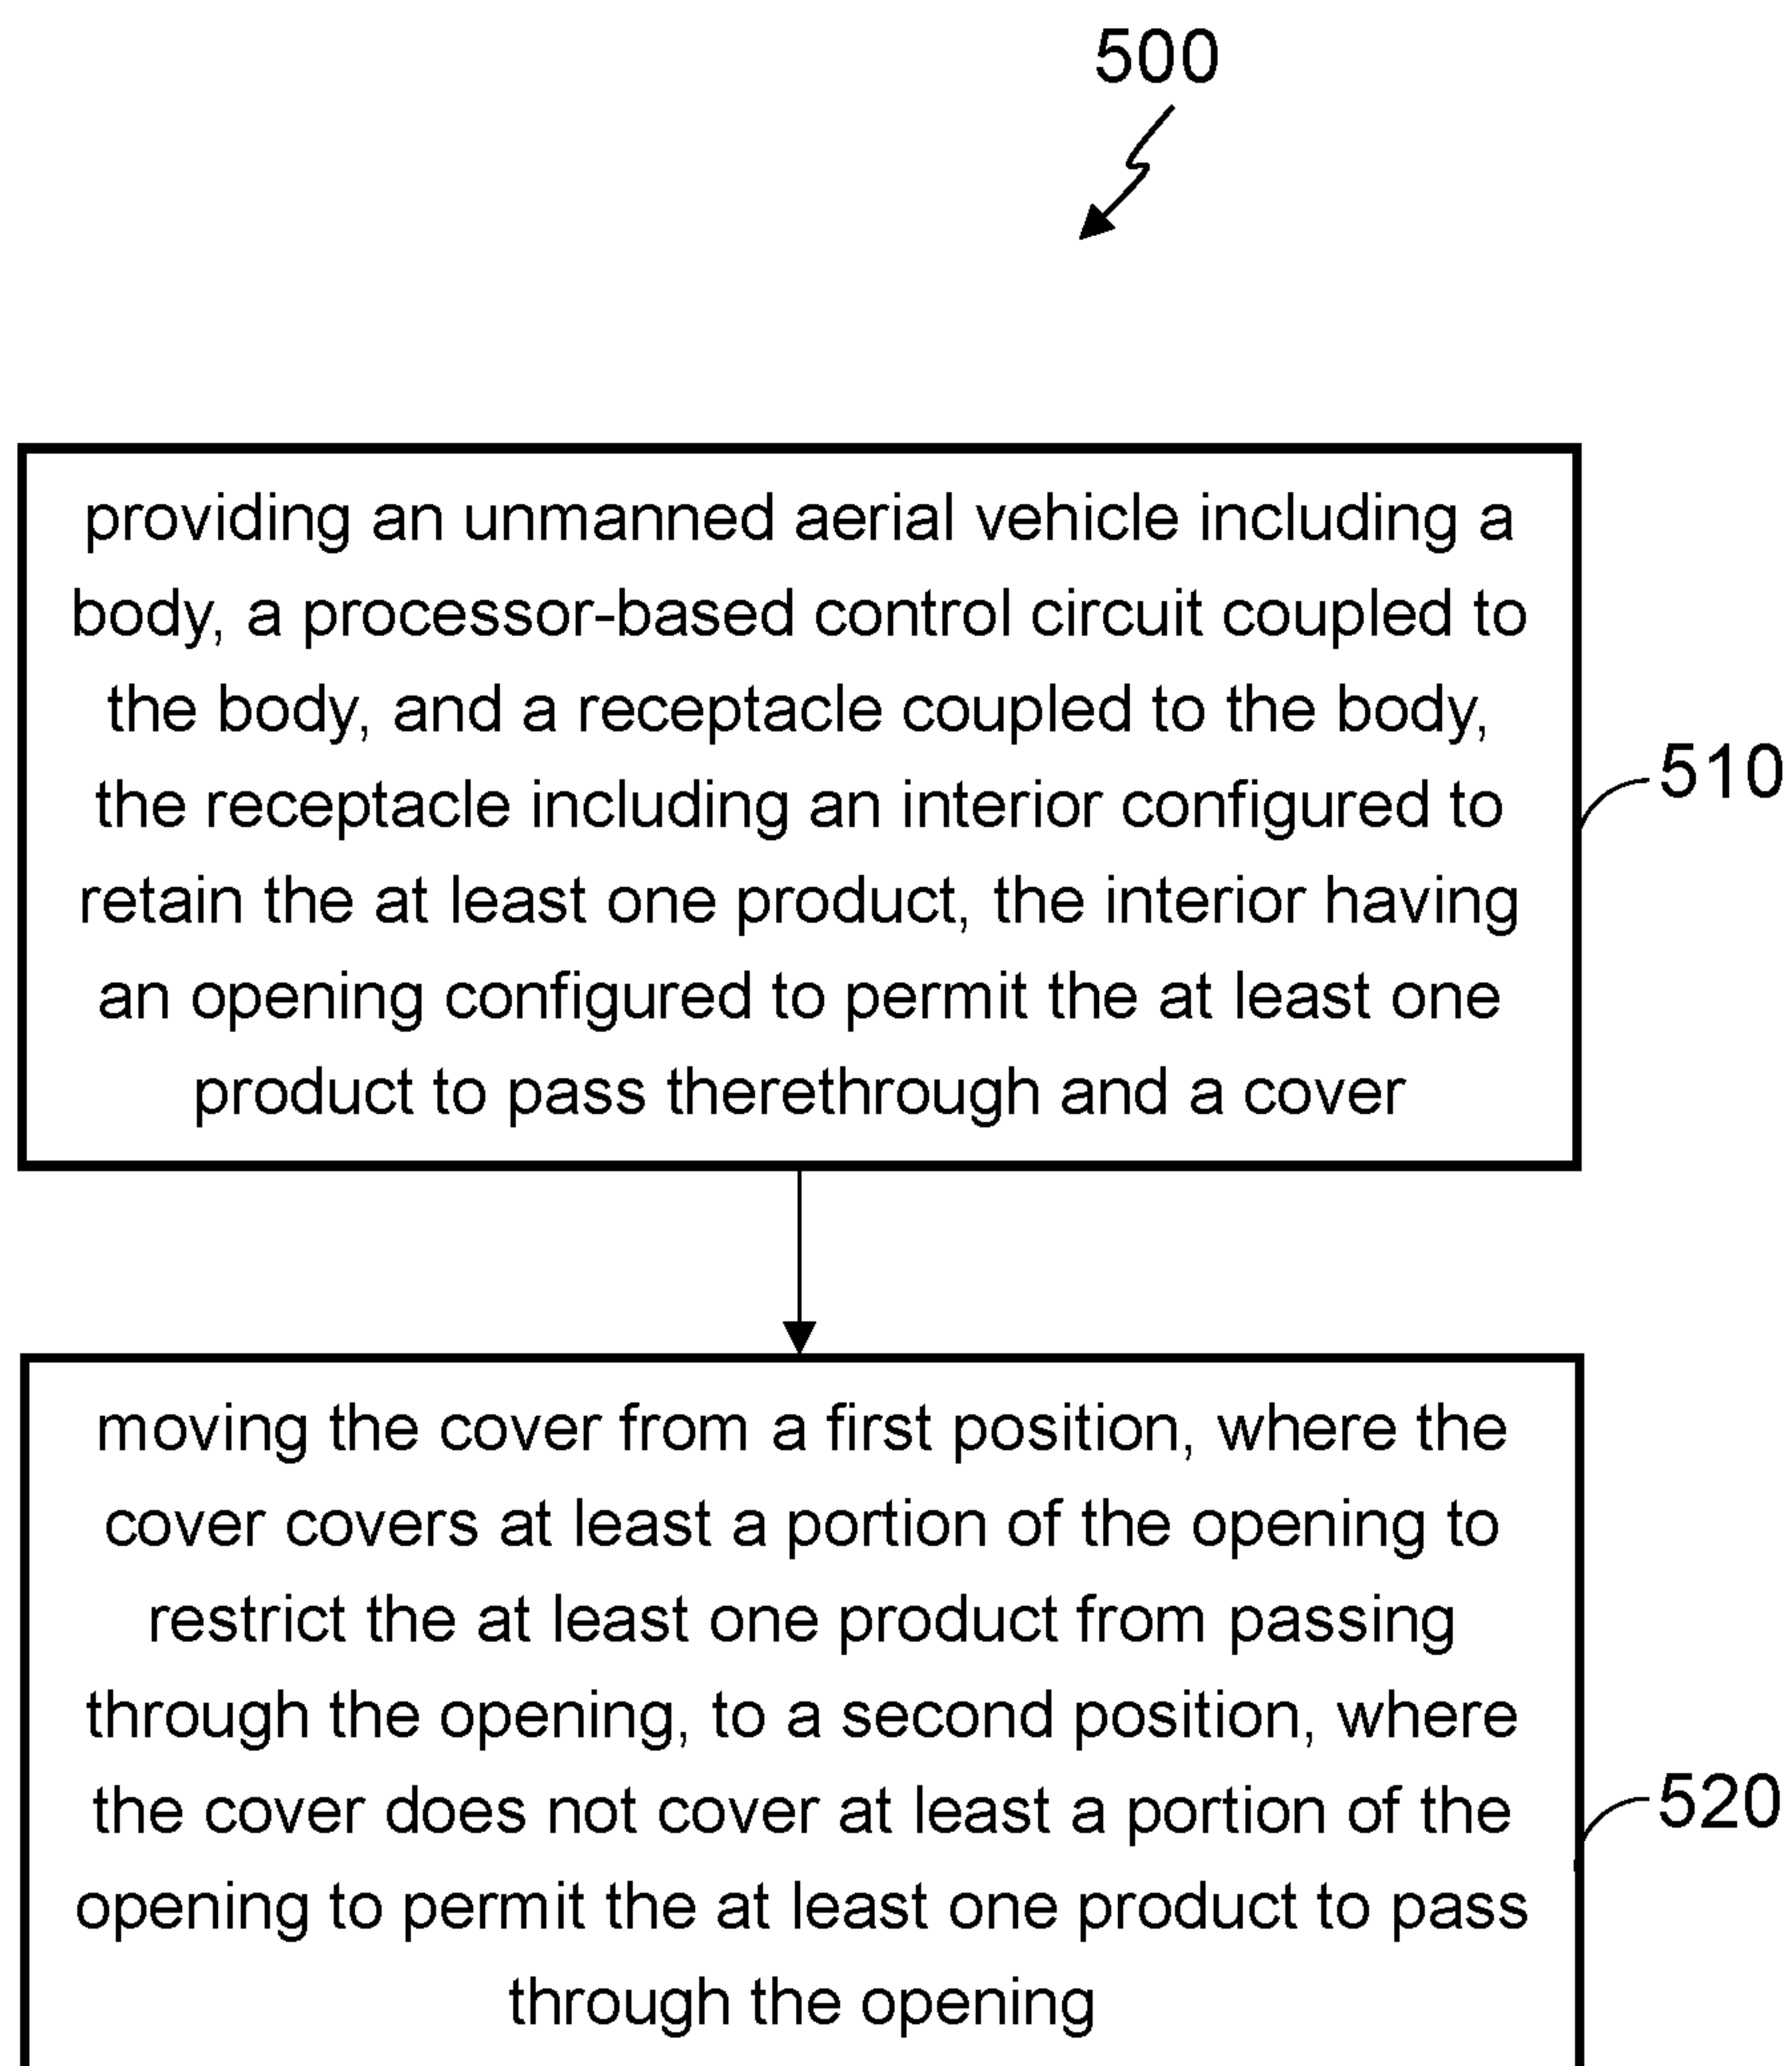 500
providing an unmanned aerial vehicle including a
body, a processor-based control circuit coupled to
the body, and a receptacle coupled to the body,
the receptacle including an interior configured to
retain the at least one product, the interior having
an opening configured to permit the at least one
product to pass therethrough and a cover
510
moving the cover from a first position, where the
cover covers at least a portion of the opening to
restrict the at least one product from passing
through the opening, to a second position, where
the cover does not cover at least a portion of the
opening to permit the at least one product to pass
through the opening
520